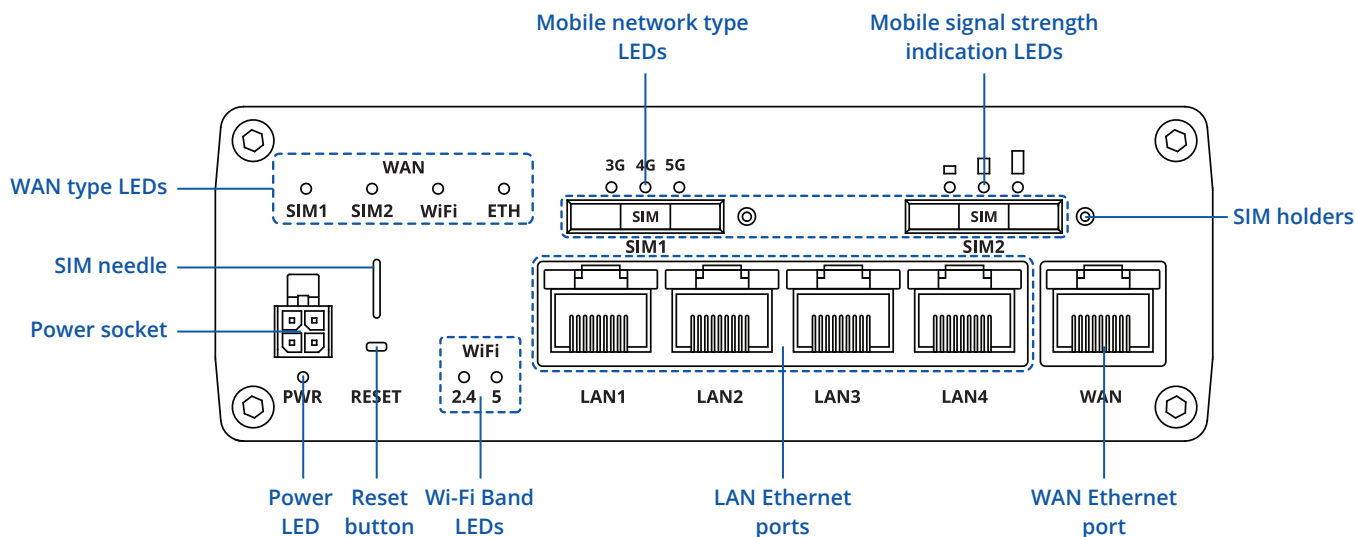 Mobile network type
LEDs
Mobile signal strength
indication LEDs
WAN
3G 4G 5G
WAN type LEDs
SIM1 SIM2 WiFi ETH
SIM
SIM
SIM holders
SIM1
SIM2
SIM needle
Power socket
WiFi
PWR RESET 2.4 5 LAN1 LAN2 LAN3 LAN4 WAN
Power
LED
Reset
button
Wi-Fi Band
LEDs
LAN Ethernet
ports
WAN Ethernet
port